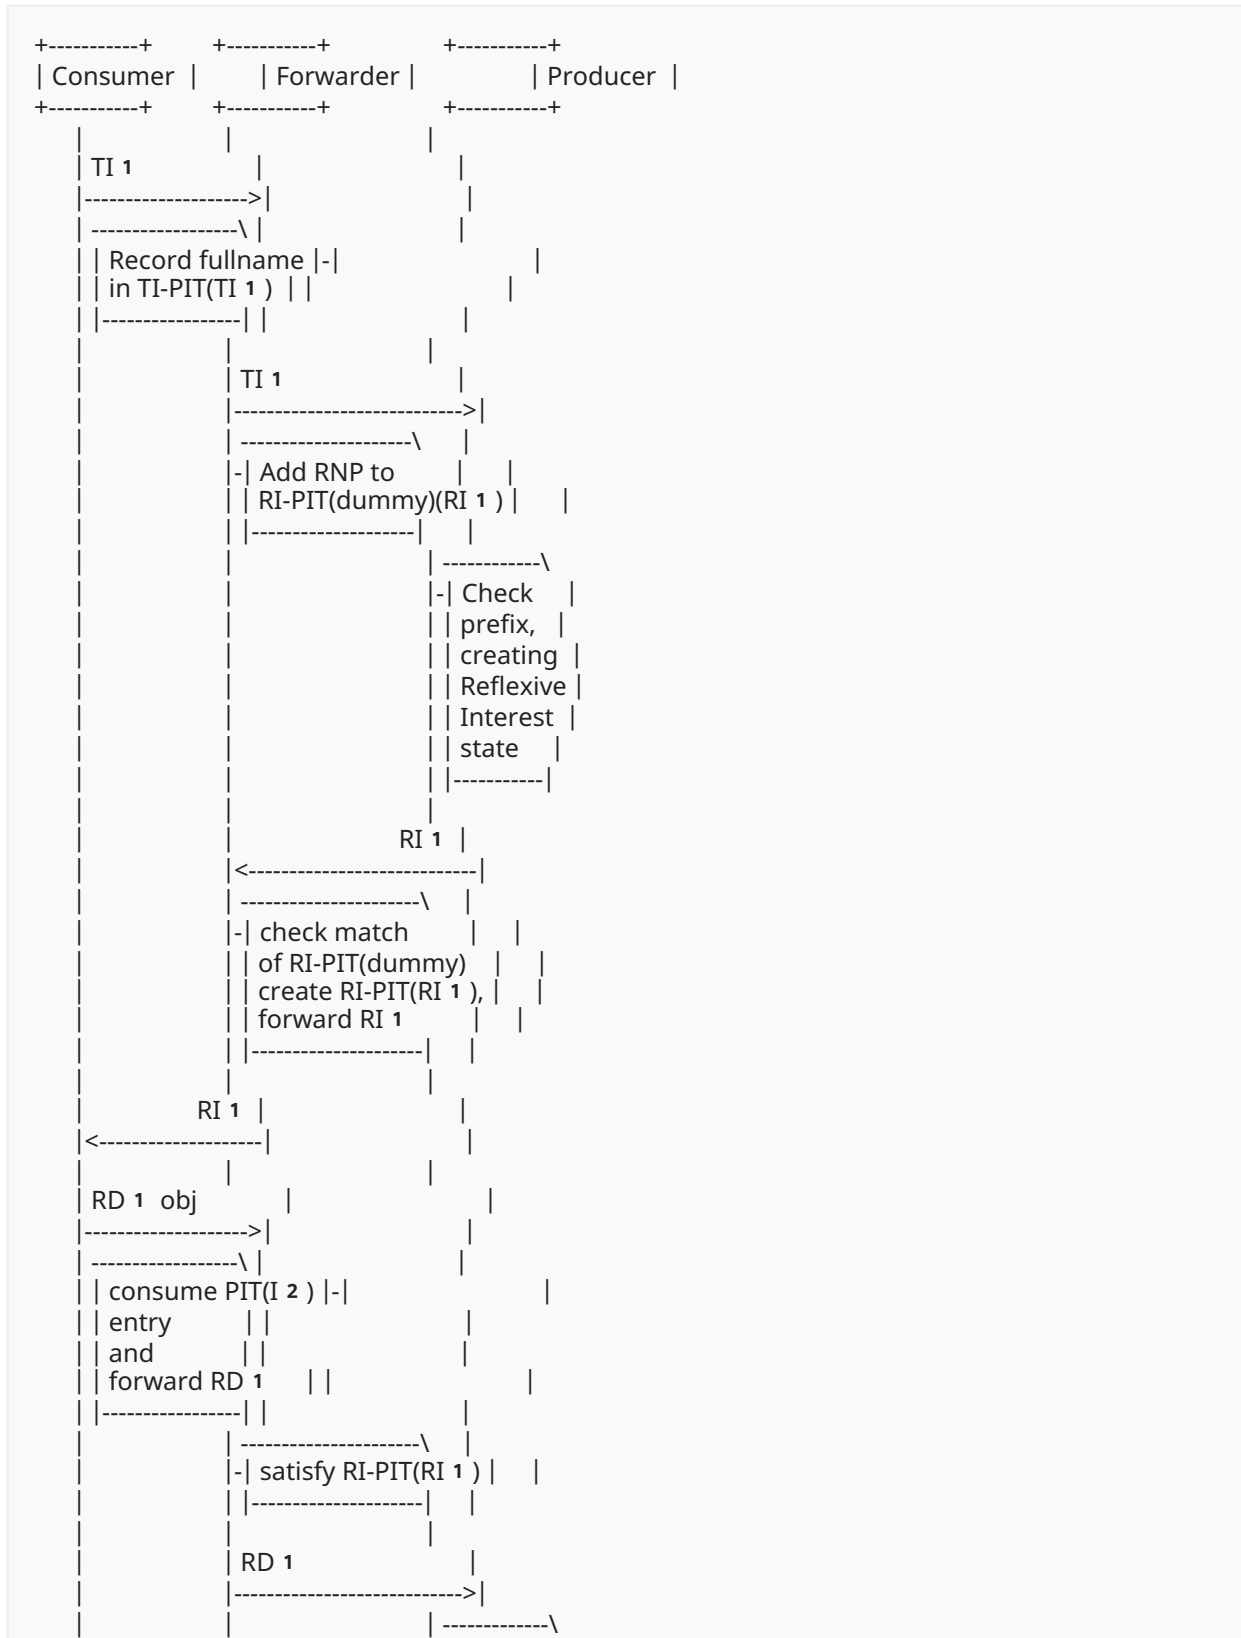 +-----------+ +-----------+ +-----------+
| Consumer | | Forwarder | | Producer |
+-----------+ +-----------+ +-----------+
| | |
| TI 1 | |
|-------------------->| |
| ------------------\ | |
| | Record fullname |-| |
| | in TI-PIT(TI 1 ) | | |
| |-----------------| | |
| | |
| | TI 1 |
| |---------------------------->|
| | ---------------------\ |
| |-| Add RNP to | |
| | | RI-PIT(dummy)(RI 1 ) | |
| | |--------------------| |
| | | ------------\
| | |-| Check |
| | | | prefix, |
| | | | creating |
| | | | Reflexive |
| | | | Interest |
| | | | state |
| | | |-----------|
| | |
| | RI 1 |
| |<----------------------------|
| | ----------------------\ |
| |-| check match | |
| | | of RI-PIT(dummy) | |
| | | create RI-PIT(RI 1 ), | |
| | | forward RI 1 | |
| | |---------------------| |
| | |
| RI 1 | |
|<--------------------| |
| | |
| RD 1 obj | |
|-------------------->| |
| ------------------\ | |
| | consume PIT(I 2 ) |-| |
| | entry | | |
| | and | | |
| | forward RD 1 | | |
| |-----------------| | |
| | ----------------------\ |
| |-| satisfy RI-PIT(RI 1 ) | |
| | |---------------------| |
| | |
| | RD 1 |
| |---------------------------->|
| | | -------------\